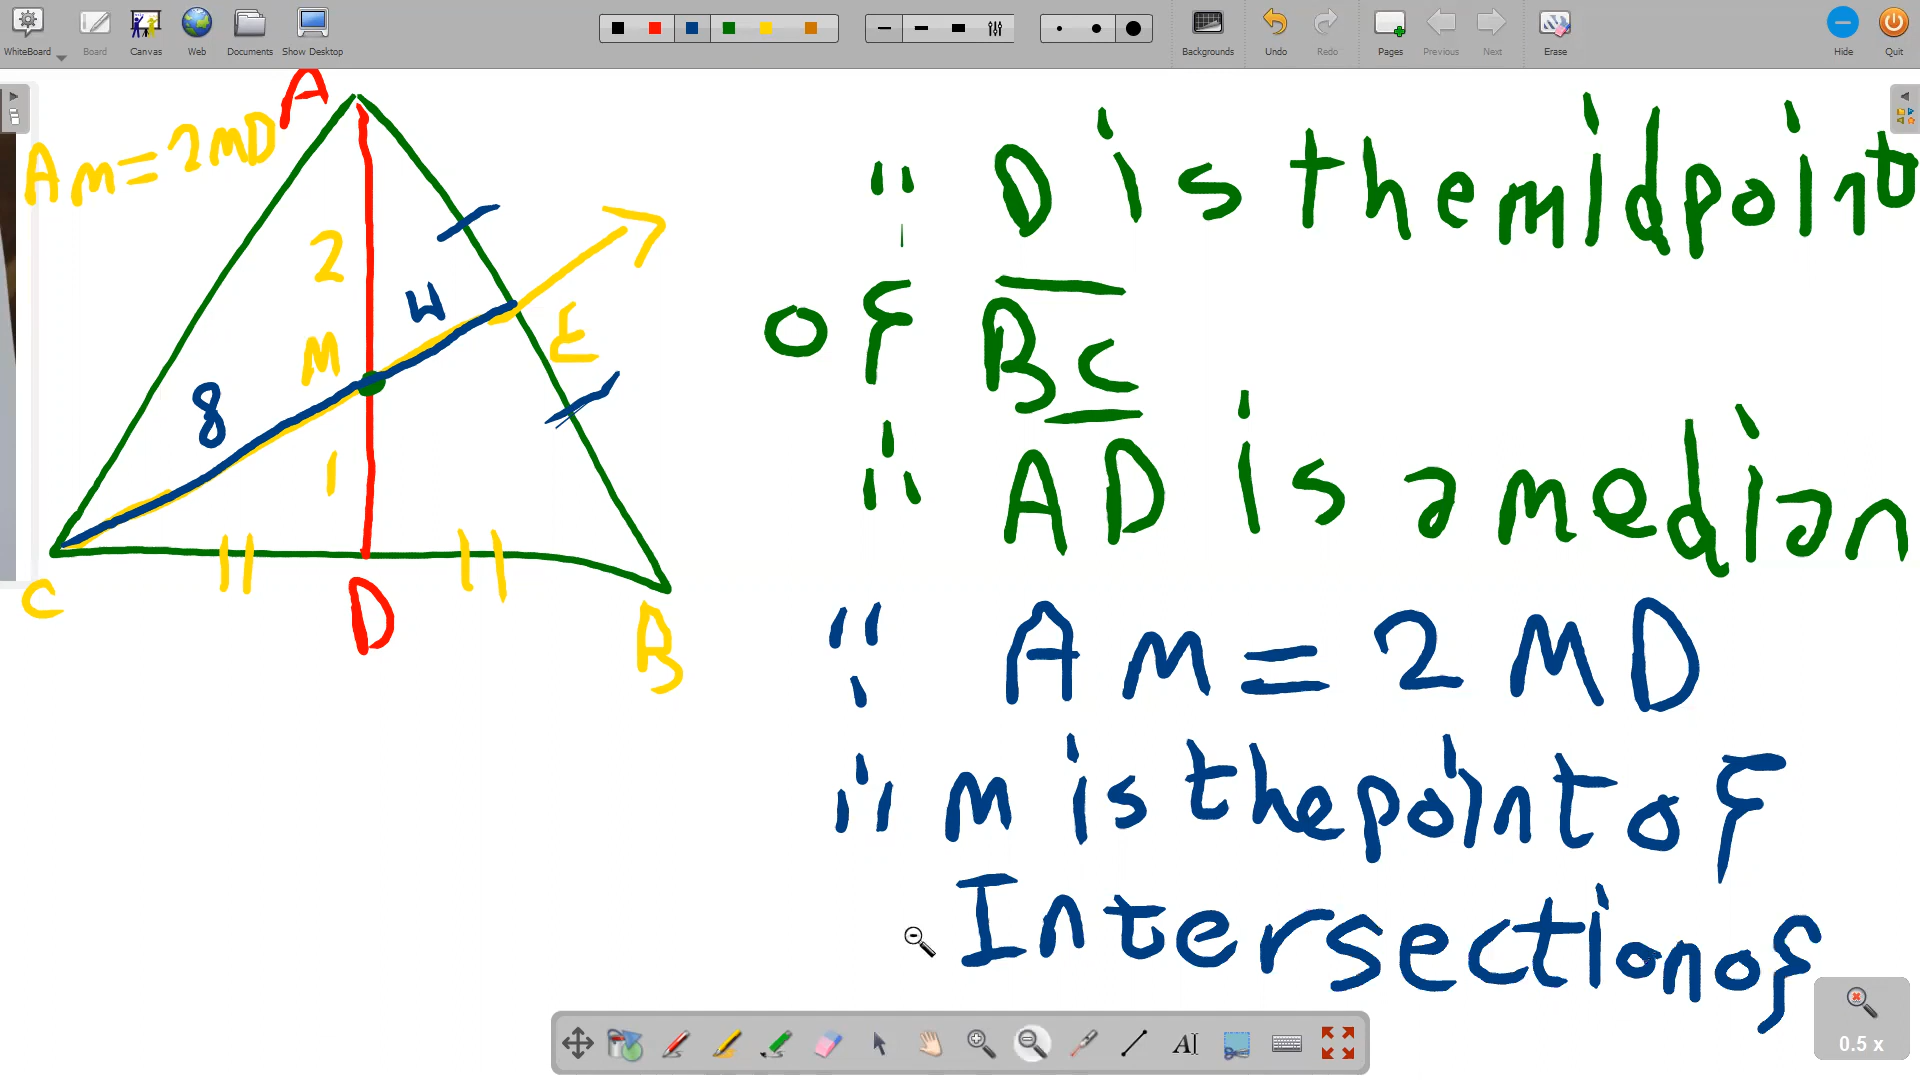 WhiteBoard Board Canvas Web Documents Show Desktop Backgrounds Undo Redo Pages Previous Next Erase Hide Quit
A
AM=2MD
2
4
M
E
8
1
C
D
B
∵ D is the midpoint
of BC
∴ AD is a median
∵ AM=2MD
∴ M is the point of
Intersection of
AI
0.5 x